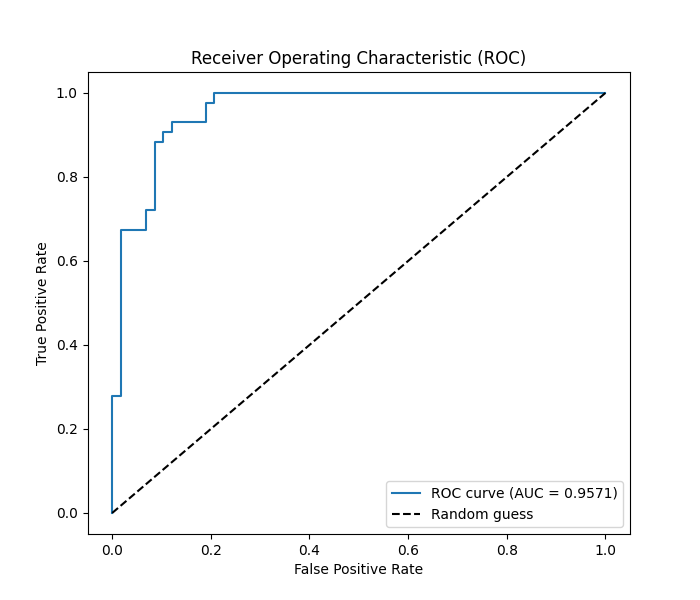 Receiver Operating Characteristic (ROC)
True Positive Rate
1.0
0.8
0.6
0.4
0.2
0.0
ROC curve (AUC = 0.9571)
Random guess
0.0 0.2 0.4 0.6 0.8 1.0
False Positive Rate